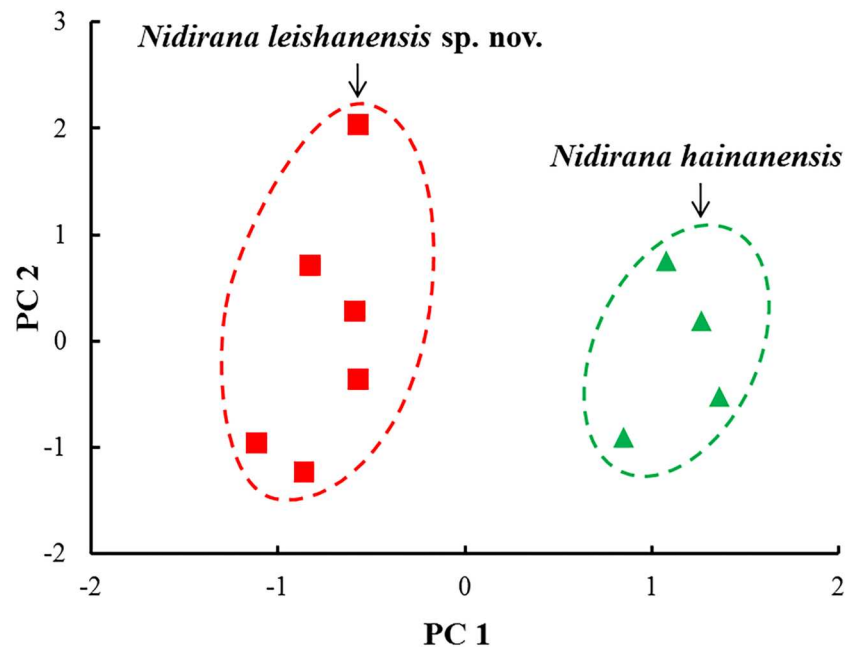 3
Nidirana leishanensis sp. nov.
2
Nidirana hainanensis
1
PC 2
0
-1
-2
-2
-1
0
1
2
PC 1